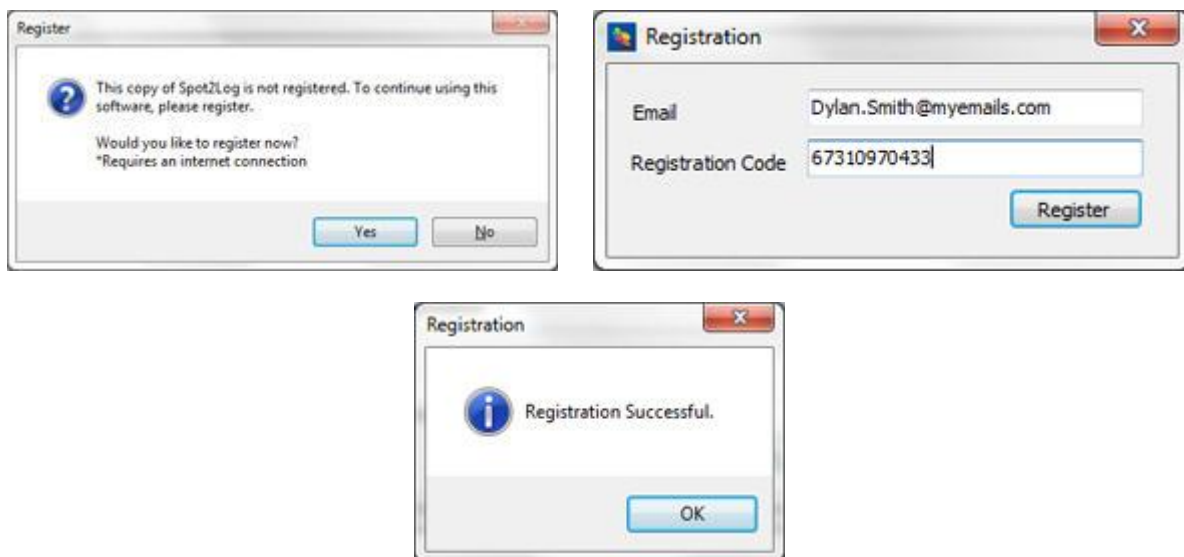 Register
This copy of Spot2Log is not registered. To continue using this
software, please register.
Would you like to register now?
*Requires an internet connection
Yes
No
Registration
Email
Dylan.Smith@myemails.com
Registration Code
67310970433
Register
Registration
Registration Successful.
OK